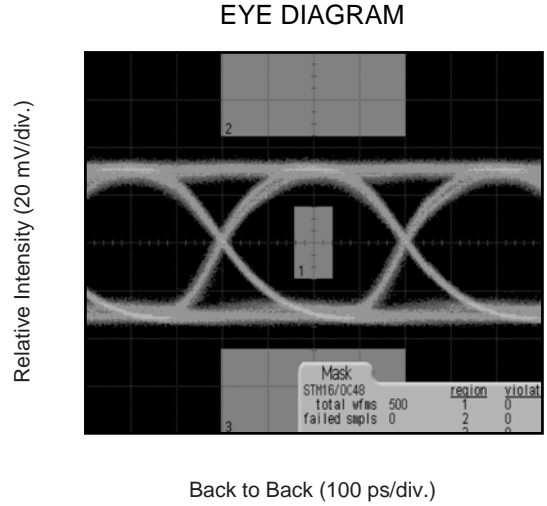 EYE DIAGRAM
Relative Intensity (20 mV/div.)
2
1
3
Mask
STM16/OC48
region violat
total wfms 500 1 0
failed smpls 0 2 0
Back to Back (100 ps/div.)